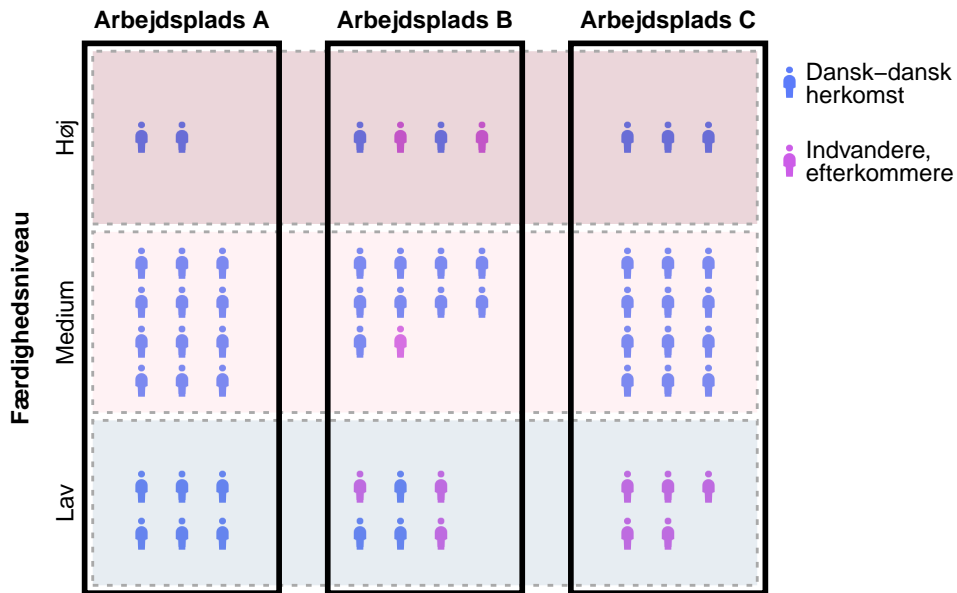 Arbejdsplads A
Arbejdsplads B
Arbejdsplads C
Færdighedsniveau
Høj
Medium
Lav
Dansk−dansk
herkomst
Indvandere,
efterkommere